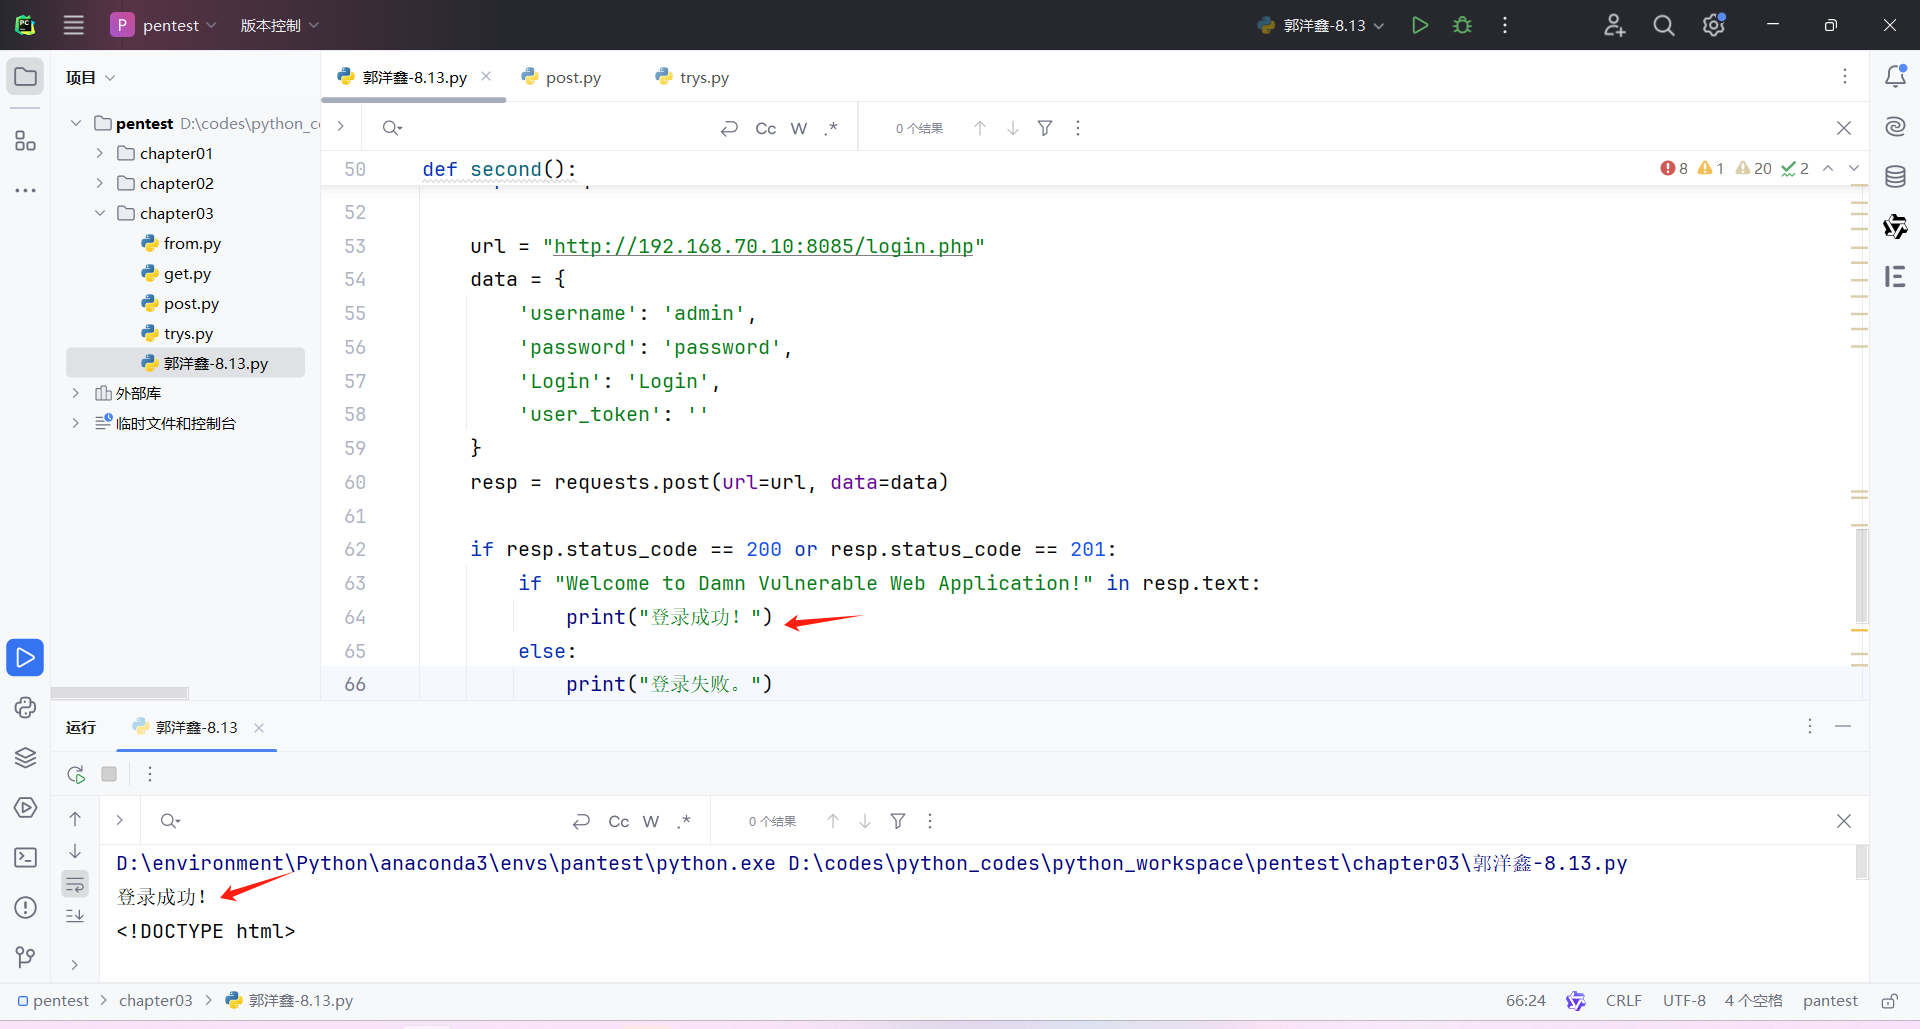 P pentest 版本控制 郭洋鑫-8.13
项目
郭洋鑫-8.13.py post.py trys.py
pentest D:\codes\python_c
Cc W .* 0 个结果
chapter01
chapter02
chapter03
from.py
get.py
post.py
trys.py
郭洋鑫-8.13.py
外部库
临时文件和控制台
50 def second(): 8 1 20 2
52
53 url = "http://192.168.70.10:8085/login.php"
54 data = {
55 'username': 'admin',
56 'password': 'password',
57 'Login': 'Login',
58 'user_token': ''
59 }
60 resp = requests.post(url=url, data=data)
61
62 if resp.status_code == 200 or resp.status_code == 201:
63 if "Welcome to Damn Vulnerable Web Application!" in resp.text:
64 print("登录成功！")
65 else:
66 print("登录失败。")
运行 郭洋鑫-8.13
Cc W .* 0 个结果
D:\environment\Python\anaconda3\envs\pantest\python.exe D:\codes\python_codes\python_workspace\pentest\chapter03\郭洋鑫-8.13.py
登录成功！
<!DOCTYPE html>
pentest > chapter03 > 郭洋鑫-8.13.py 66:24 CRLF UTF-8 4 个空格 pantest